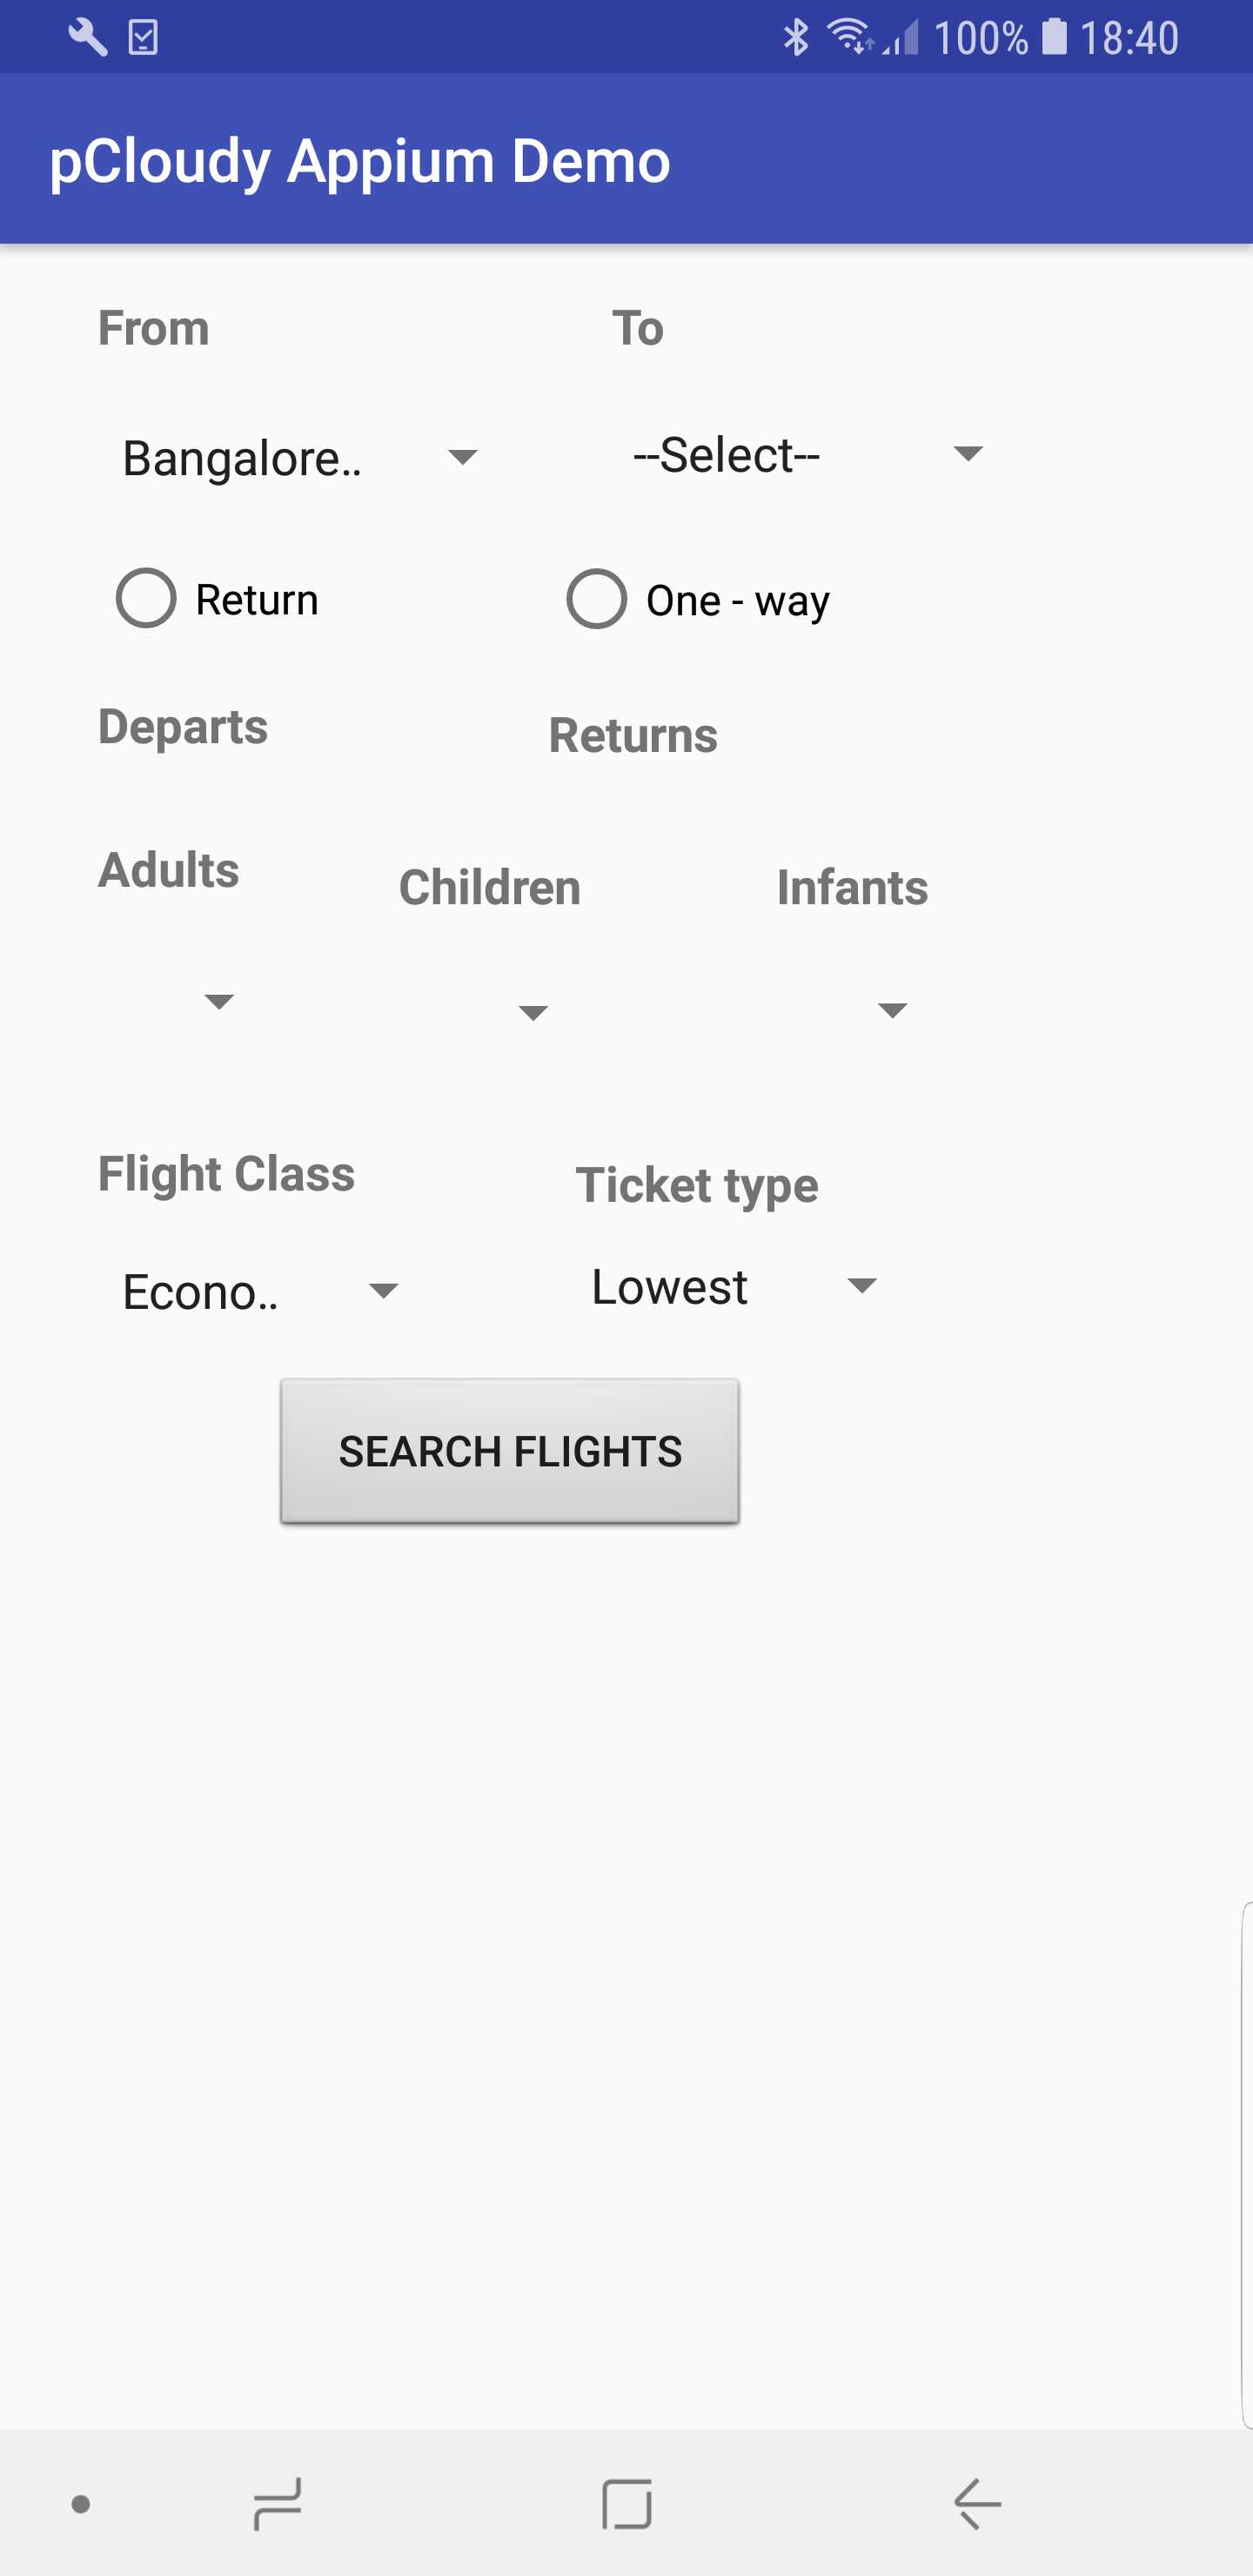 100% 18:40
pCloudy Appium Demo
From To
Bangalore.. --Select--
Return One - way
Departs Returns
Adults Children Infants
Flight Class Ticket type
Econo.. Lowest
SEARCH FLIGHTS